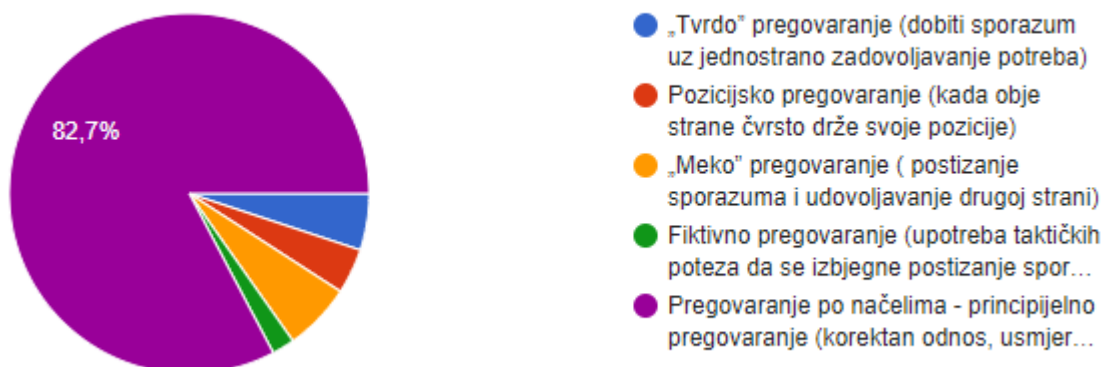 82,7%
„Tvrdo” pregovaranje (dobiti sporazum
uz jednostrano zadovoljavanje potreba)
Pozicijsko pregovaranje (kada obje
strane čvrsto drže svoje pozicije)
„Meko” pregovaranje ( postizanje
sporazuma i udovoljavanje drugoj strani)
Fiktivno pregovaranje (upotreba taktičkih
poteza da se izbjegne postizanje spor...
Pregovaranje po načelima - principijelno
pregovaranje (korektan odnos, usmjer...